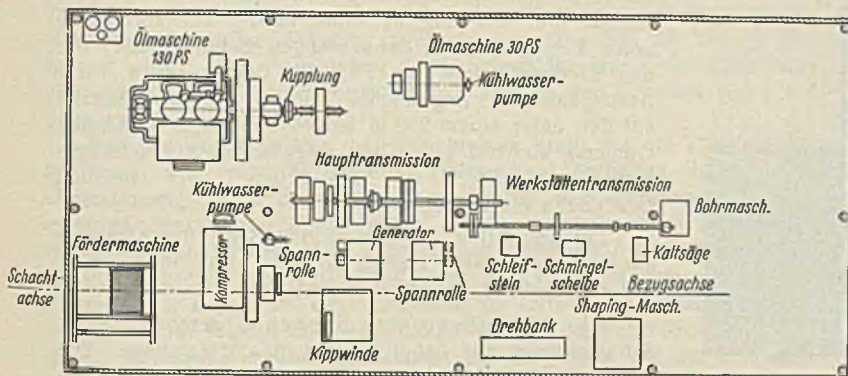 Ölmaschine
130 PS
Kupplung
Ölmaschine 30 PS
Kühlwasser-
pumpe
Haupttransmission
Werkstättentransmission
Bohrmasch.
Kühlwasser-
pumpe
Fördermaschine
Kompressor
Spann-
rolle
Generator
Spannrolle
Schleif-
stein
Schmirgel-
scheibe
Kaltsäge
Schacht-
achse
Bezugsachse
Kippwinde
Drehbank
Shaping-Masch.